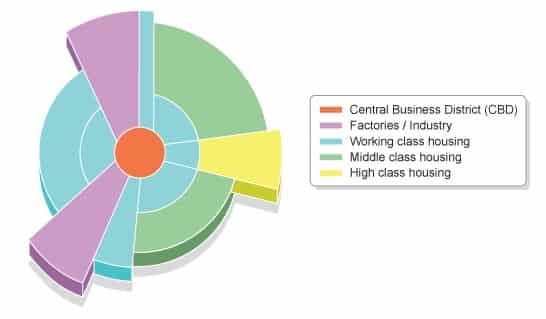 Central Business District (CBD)
Factories / Industry
Working class housing
Middle class housing
High class housing